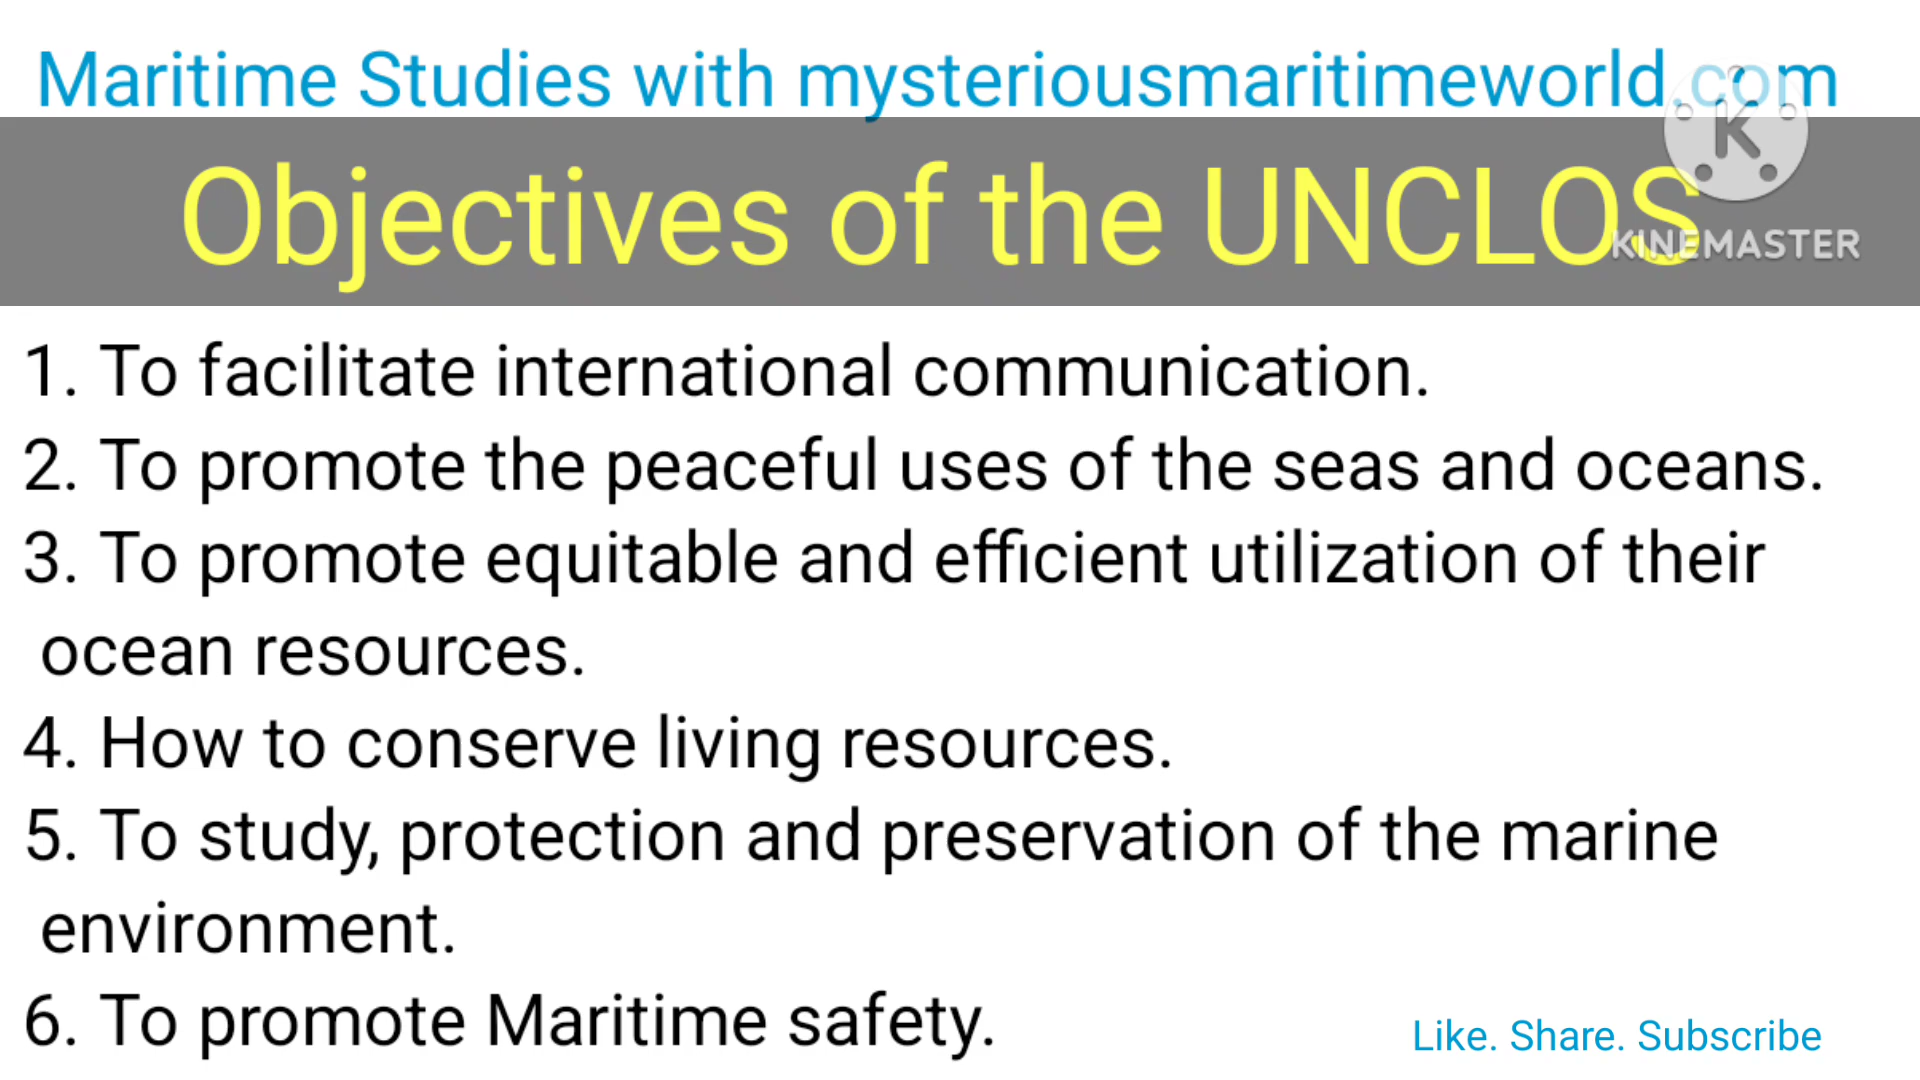 Maritime Studies with mysteriousmaritimeworld.com
Objectives of the UNCLOS
K
KINEMASTER
1. To facilitate international communication.
2. To promote the peaceful uses of the seas and oceans.
3. To promote equitable and efficient utilization of their
ocean resources.
4. How to conserve living resources.
5. To study, protection and preservation of the marine
environment.
6. To promote Maritime safety.
Like. Share. Subscribe